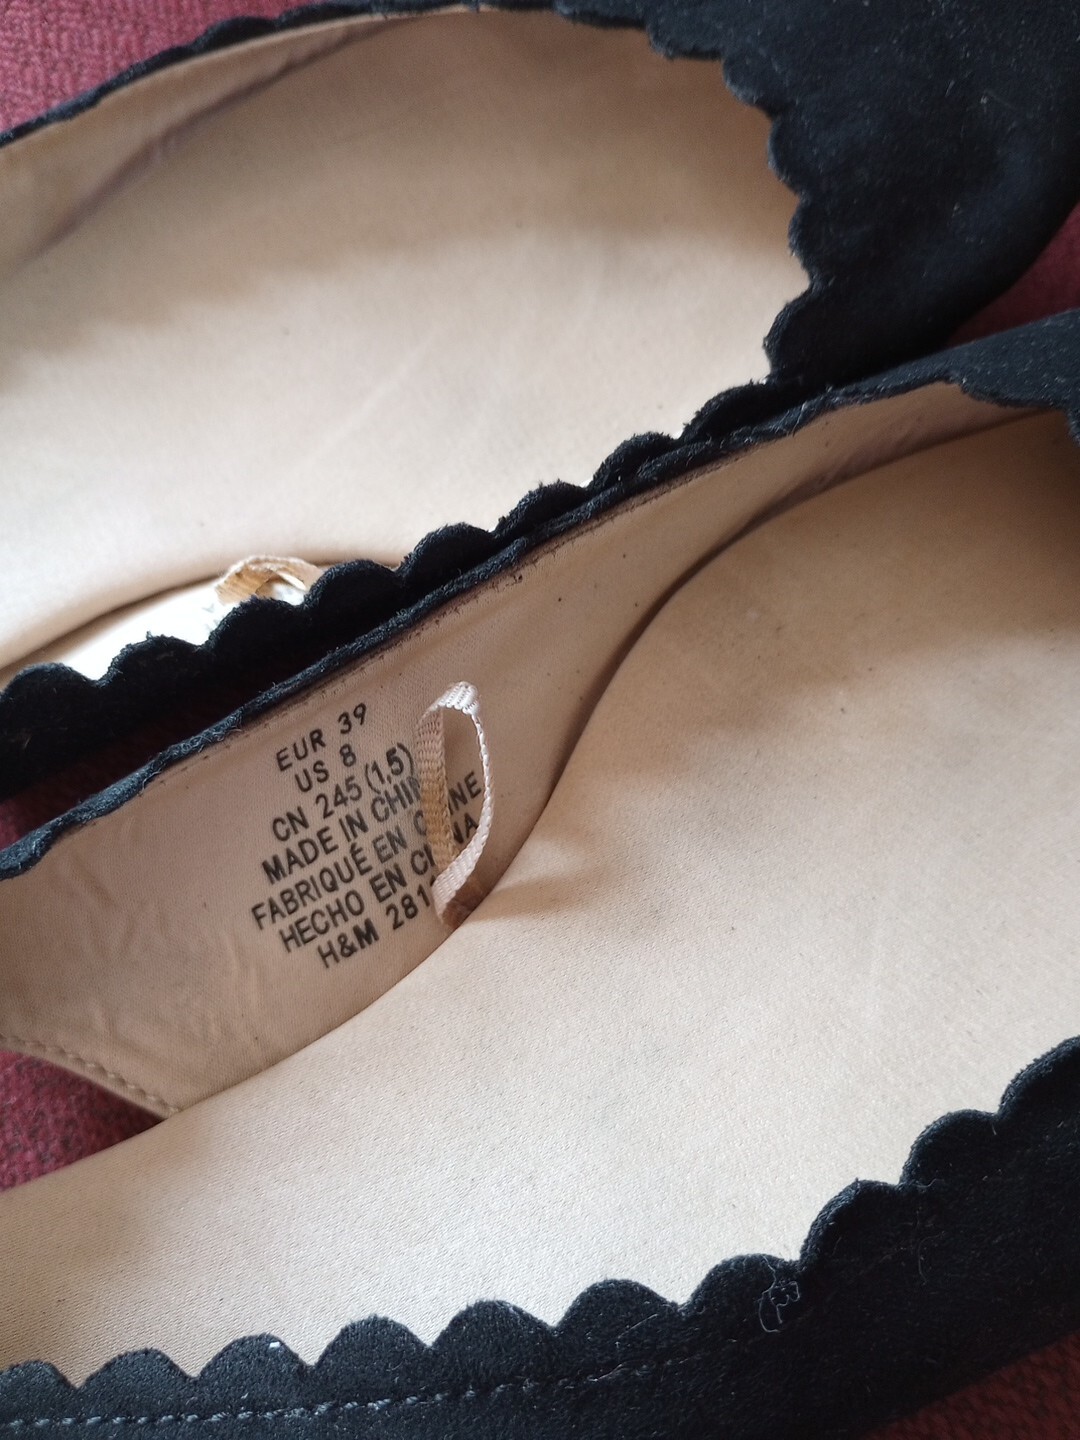 EUR 39
US 8
CN 245 (1,5)
MADE IN
FABRIQUÉ EN
HECHO EN
H&M